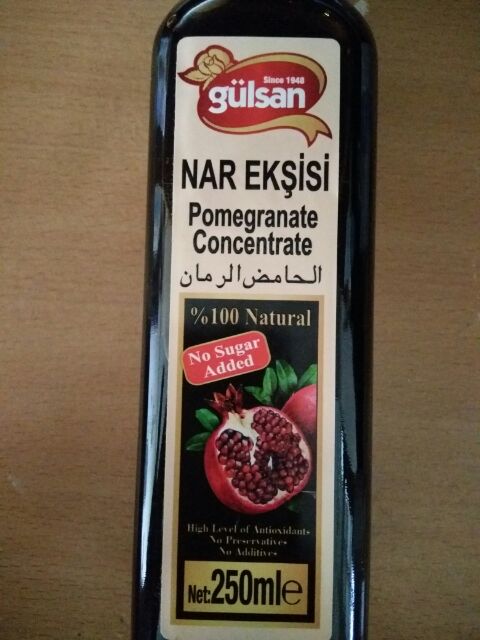 Since 1948
gülsan
NAR EKŞİSİ
Pomegranate
Concentrate
الحامض الرمان
%100 Natural
No Sugar
Added
High Level of Antioxidants
No Preservatives
No Additives
Net:250ml℮